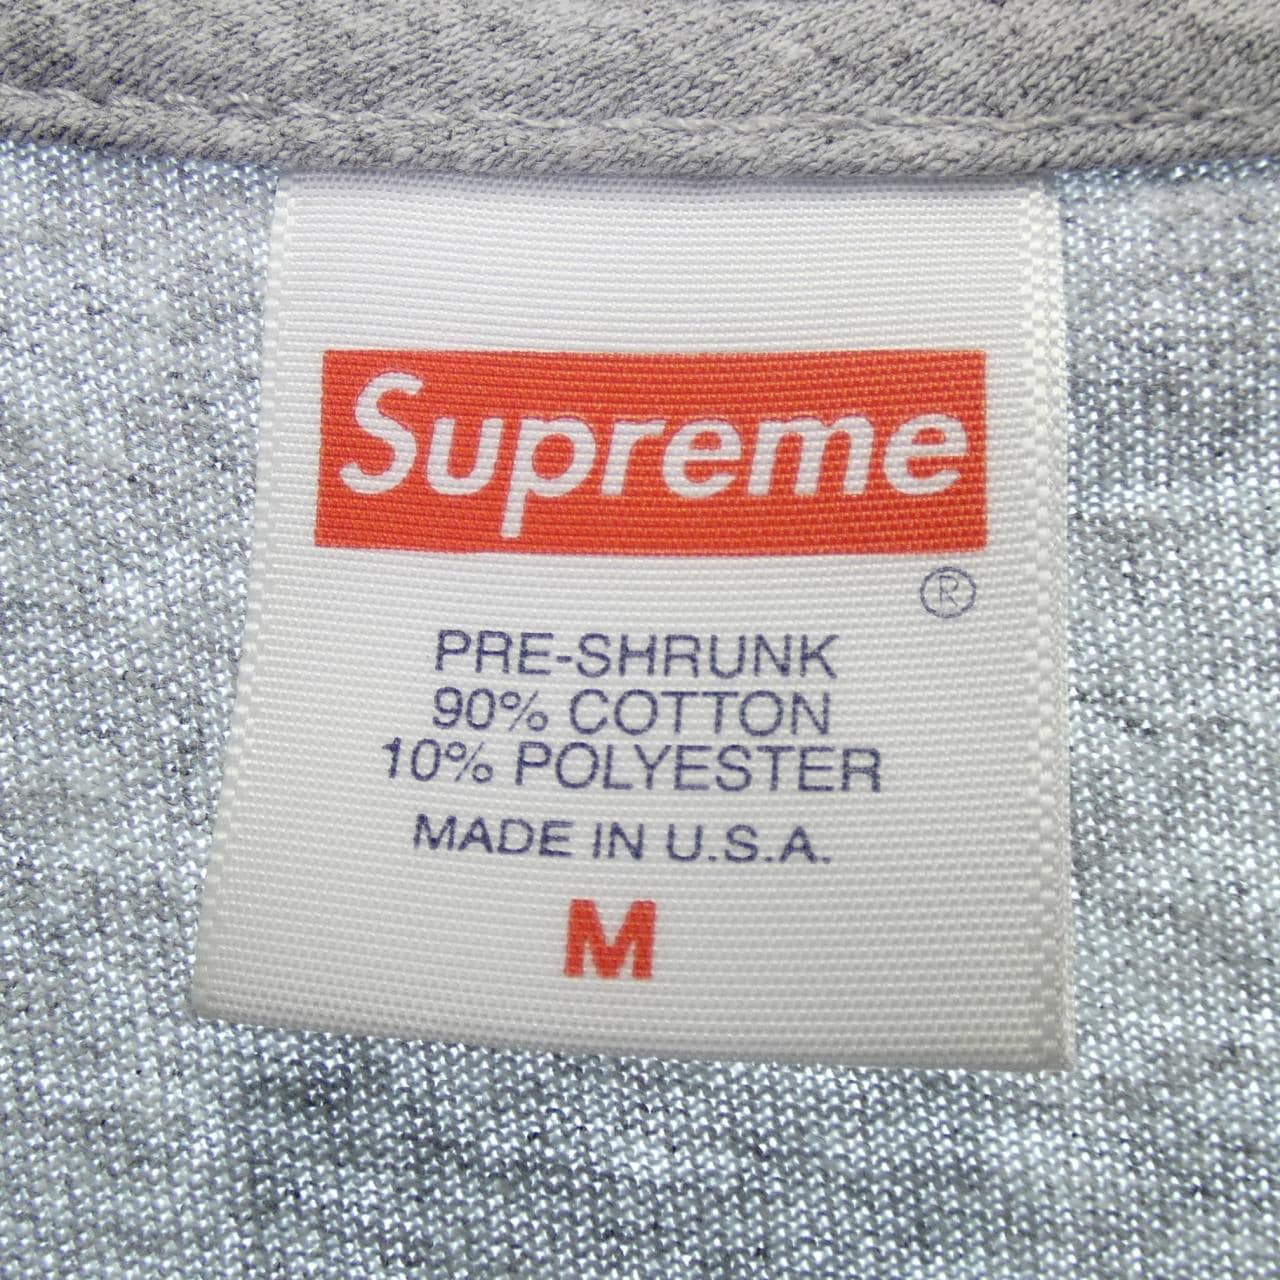 Supreme
®
PRE-SHRUNK
90% COTTON
10% POLYESTER
MADE IN U.S.A.
M